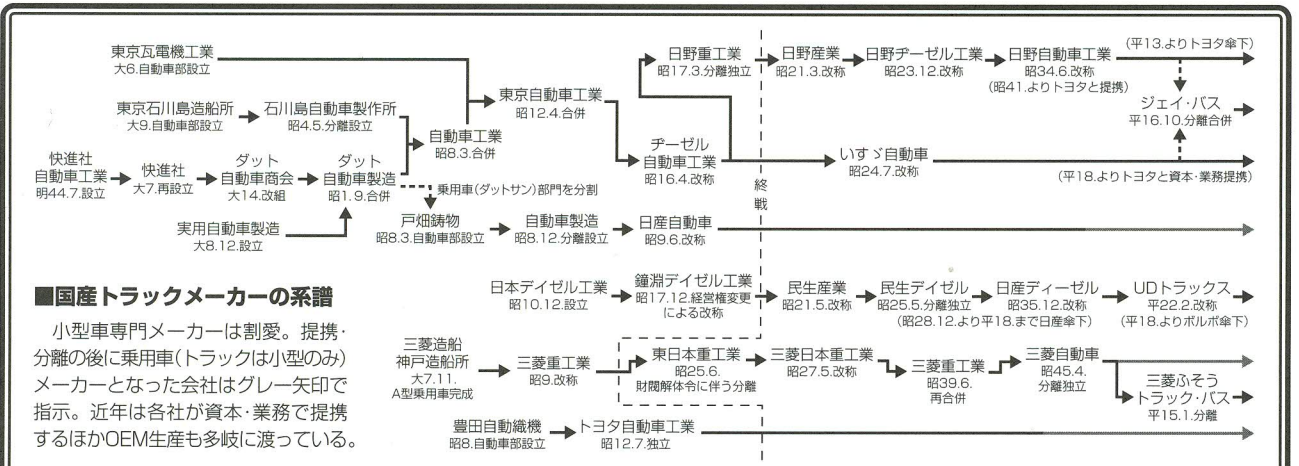 東京瓦電機工業
大6.自動車部設立
日野重工業
昭17.3.分離独立
日野産業
昭21.3.改称
日野ヂーゼル工業
昭23.12.改称
日野自動車工業
昭34.6.改称
(昭41.よりトヨタと提携)
(平13.よりトヨタ傘下)
ジェイ・バス
平16.10.分離合併
東京石川島造船所
大9.自動車部設立
石川島自動車製作所
昭4.5.分離設立
自動車工業
昭8.3.合併
東京自動車工業
昭12.4.合併
ヂーゼル
自動車工業
昭16.4.改称
いすゞ自動車
昭24.7.改称
(平18.よりトヨタと資本・業務提携)
終
戦
快進社
自動車工業
明44.7.設立
快進社
大7.再設立
ダット
自動車商会
大14.改組
ダット
自動車製造
昭1.9.合併
乗用車(ダットサン)部門を分割
実用自動車製造
大8.12.設立
戸畑鋳物
昭8.3.自動車部設立
自動車製造
昭8.12.分離設立
日産自動車
昭9.6.改称
■国産トラックメーカーの系譜
小型車専門メーカーは割愛。提携・
分離の後に乗用車(トラックは小型のみ)
メーカーとなった会社はグレー矢印で
指示。近年は各社が資本・業務で提携
するほかOEM生産も多岐に渡っている。
日本デイゼル工業
昭10.12.設立
鐘淵デイゼル工業
昭17.12.経営権変更
による改称
民生産業
昭21.5.改称
民生デイゼル
昭25.5.分離独立
日産ディーゼル
昭35.12.改称
(昭28.12.より平18.まで日産傘下)
UDトラックス
平22.2.改称
(平18.よりボルボ傘下)
三菱造船
神戸造船所
大7.11.
A型乗用車完成
三菱重工業
昭9.改称
東日本重工業
昭25.6.
財閥解体令に伴う分離
三菱日本重工業
昭27.5.改称
三菱重工業
昭39.6.
再合併
三菱自動車
昭45.4.
分離独立
三菱ふそう
トラック・バス
平15.1.分離
豊田自動織機
昭8.自動車部設立
トヨタ自動車工業
昭12.7.独立